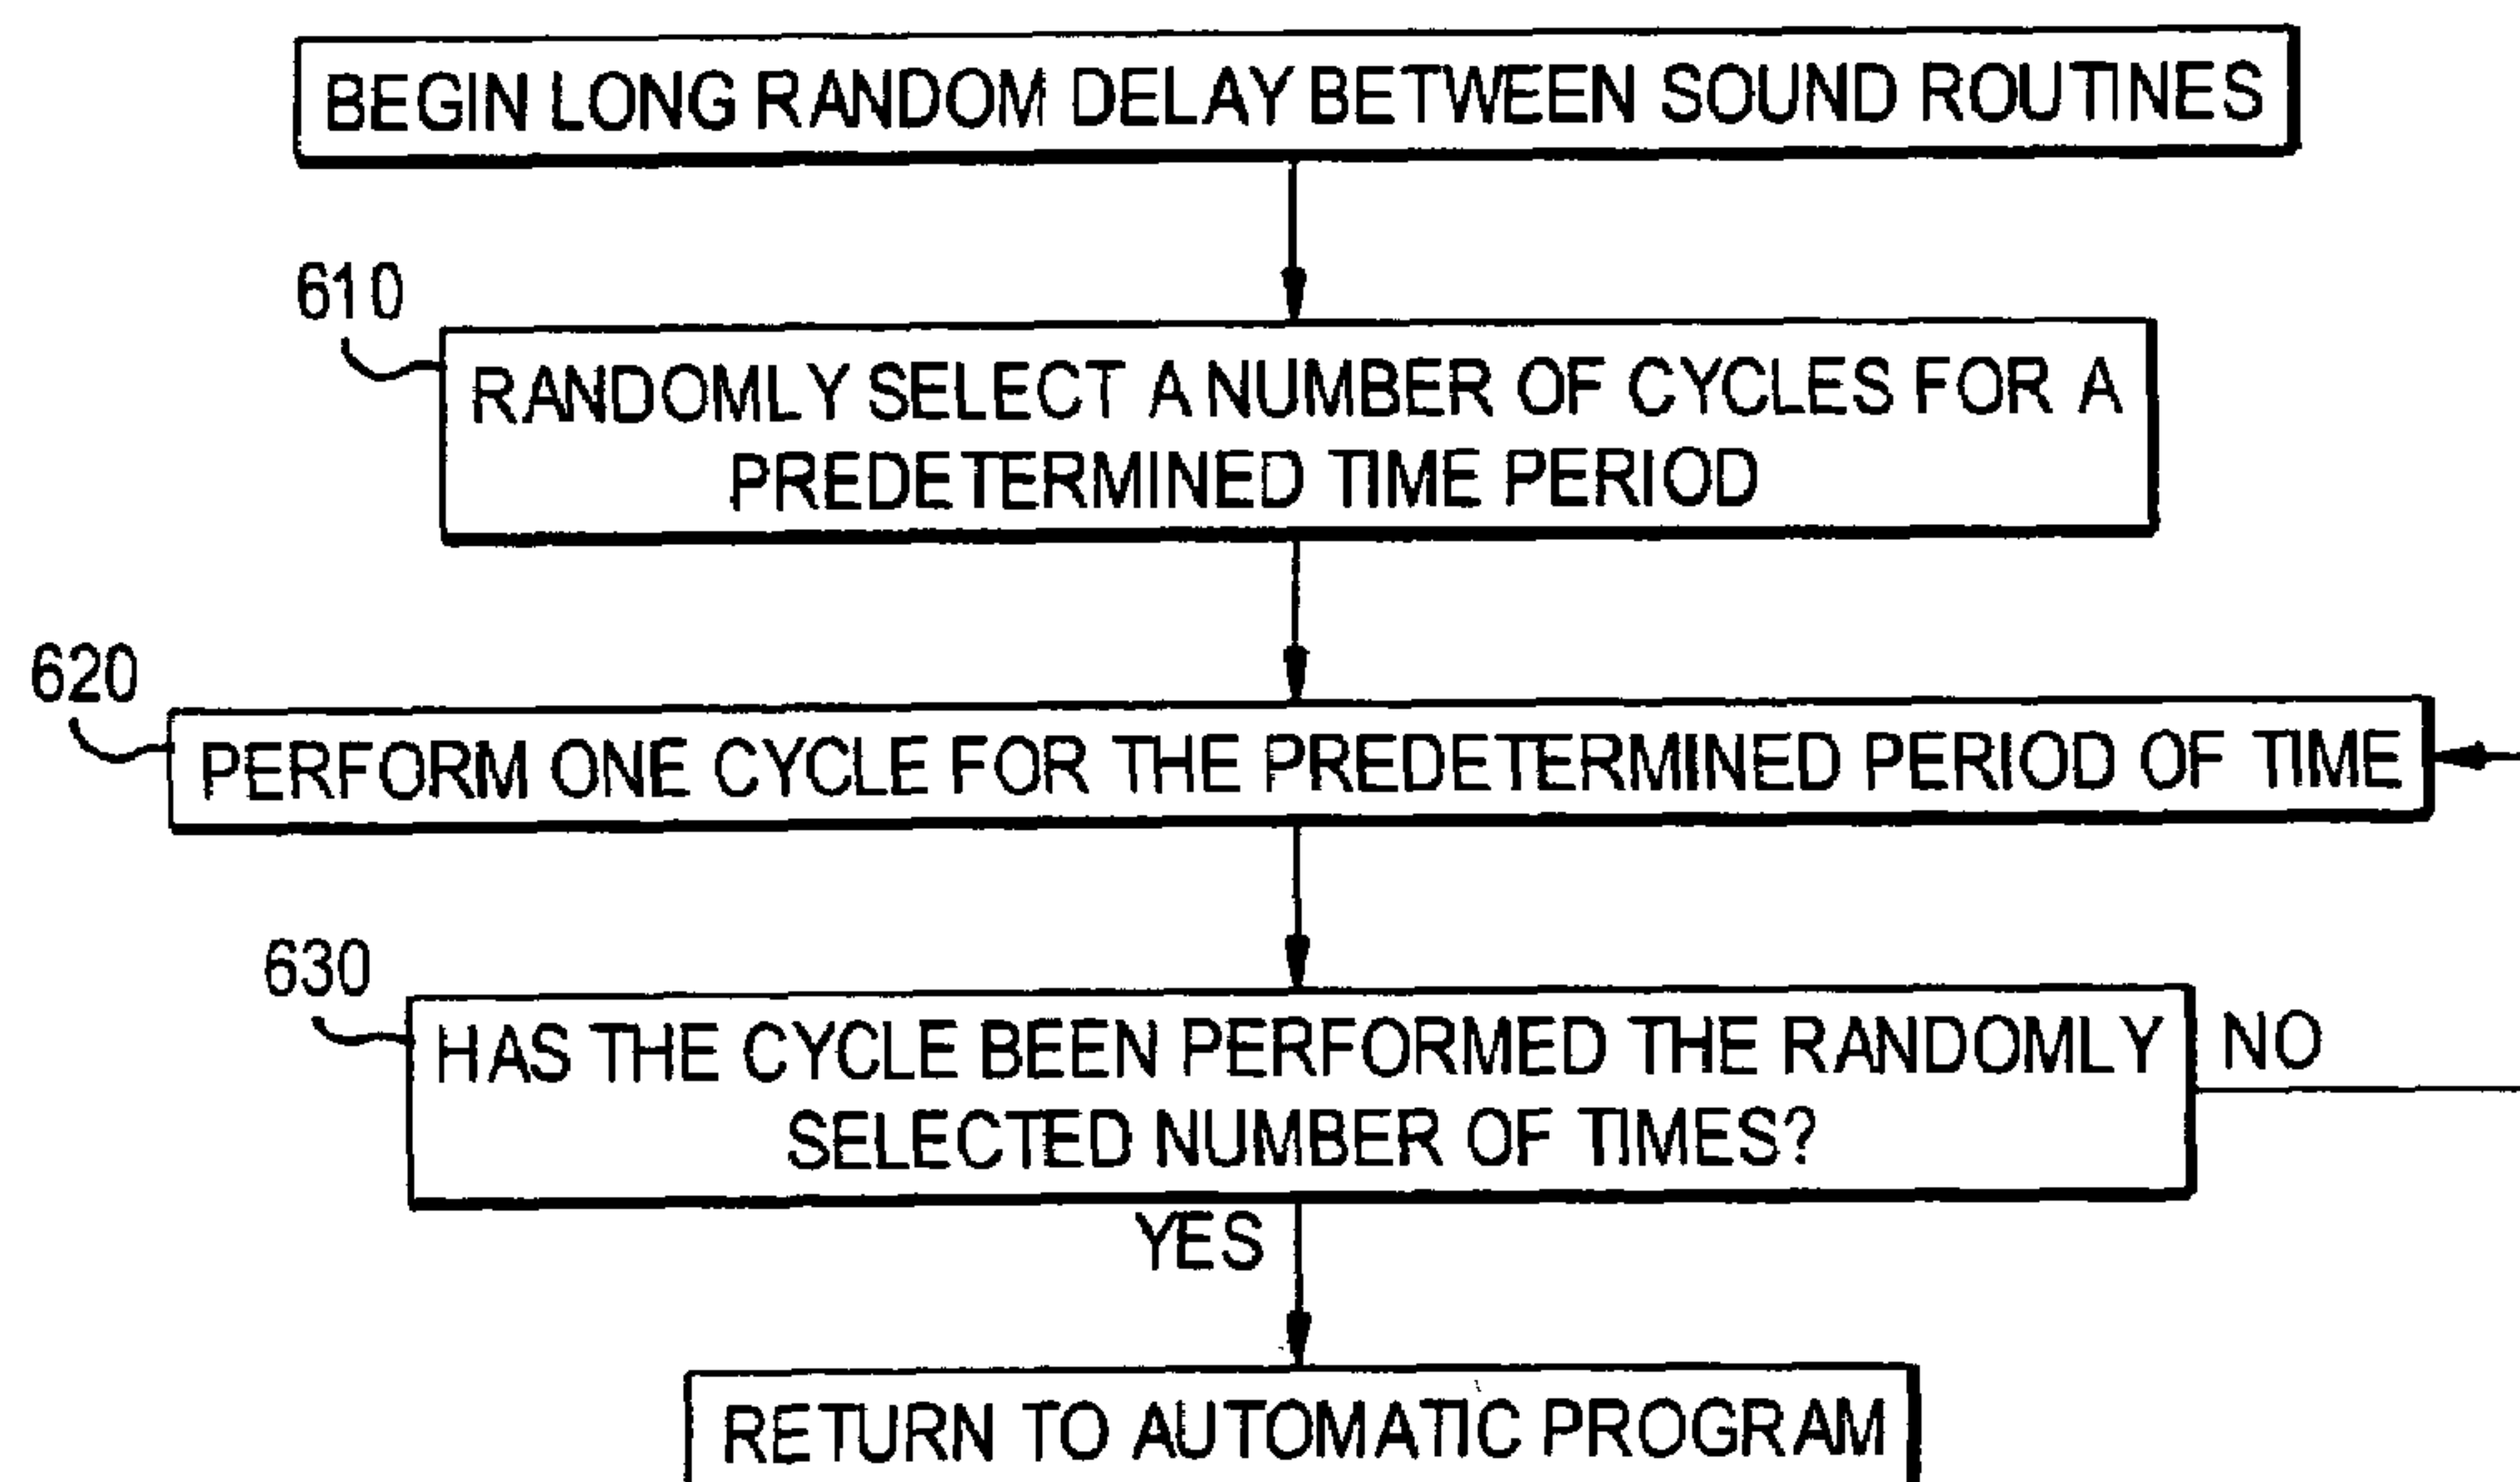 BEGIN LONG RANDOM DELAY BETWEEN SOUND ROUTINES
610
RANDOMLY SELECT A NUMBER OF CYCLES FOR A
PREDETERMINED TIME PERIOD
620
PERFORM ONE CYCLE FOR THE PREDETERMINED PERIOD OF TIME
630
HAS THE CYCLE BEEN PERFORMED THE RANDOMLY
SELECTED NUMBER OF TIMES?
NO
YES
RETURN TO AUTOMATIC PROGRAM